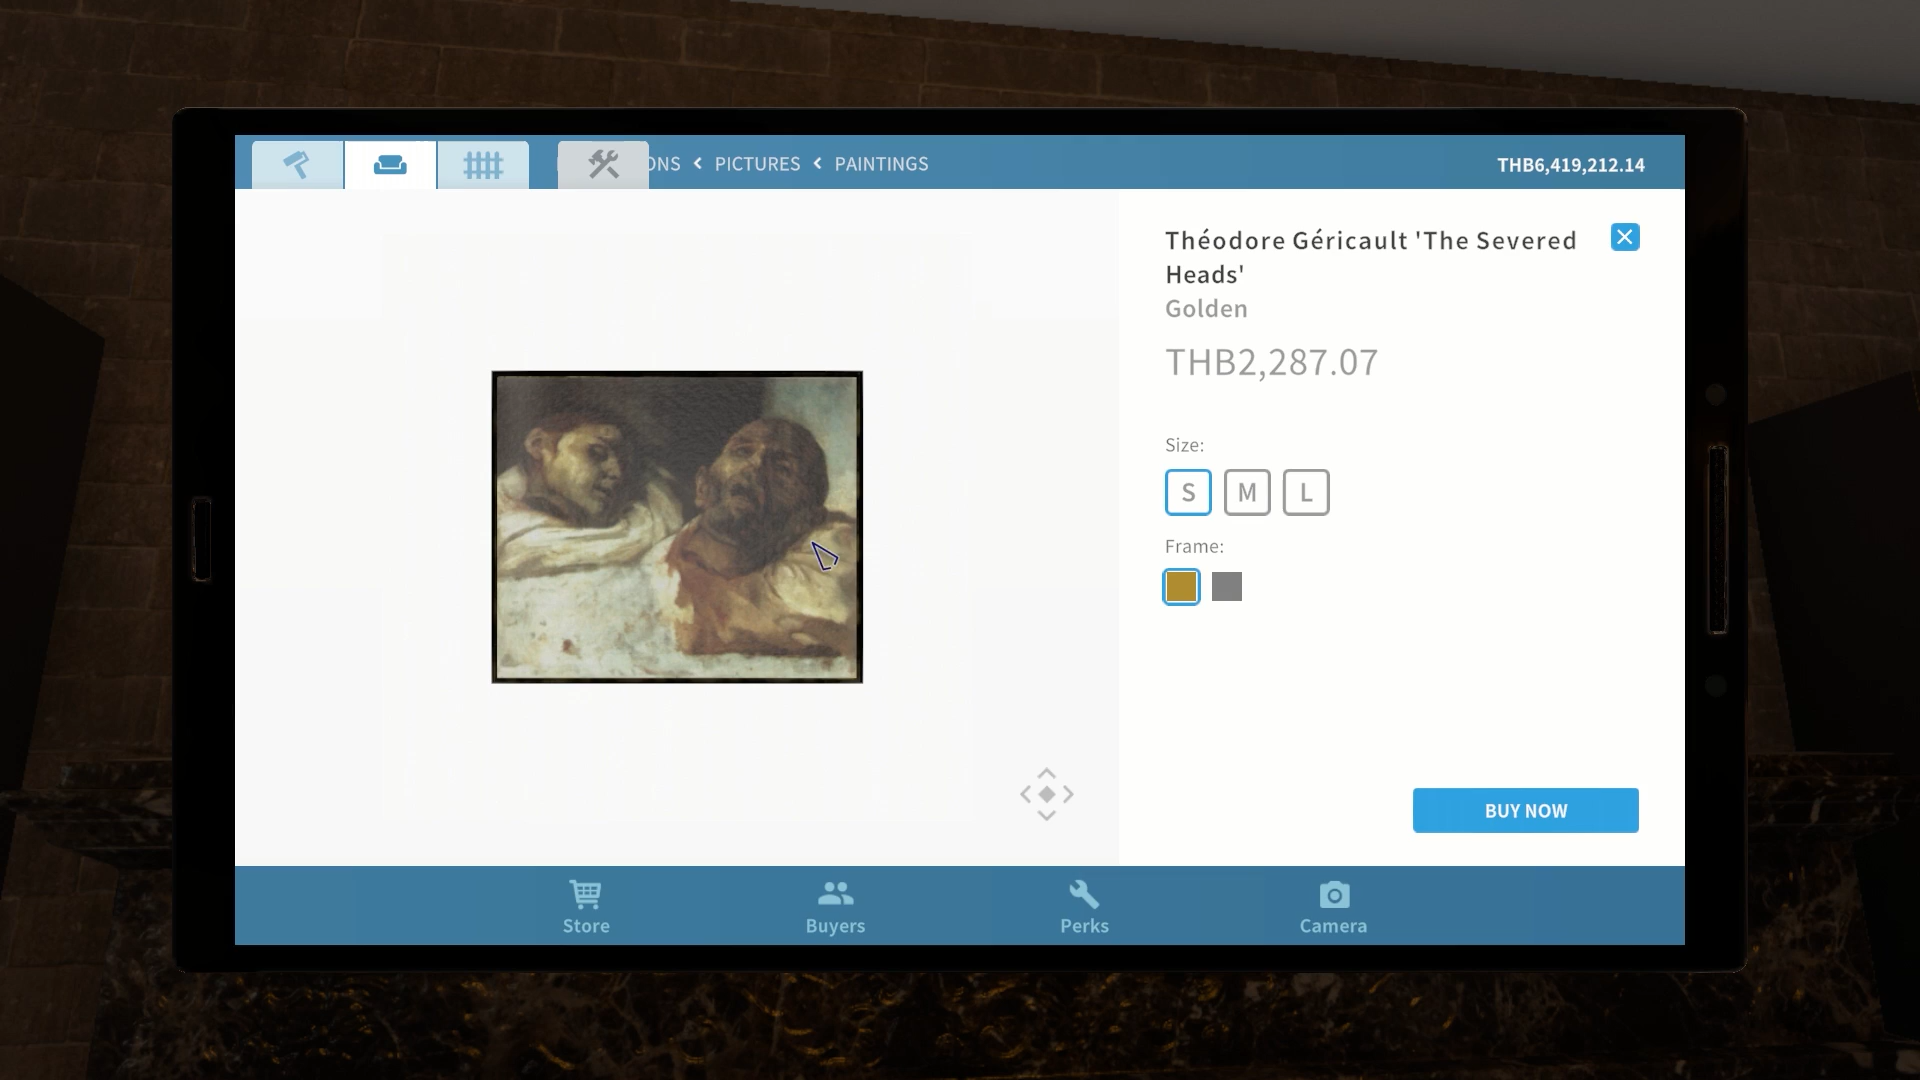 ONS < PICTURES < PAINTINGS
THB6,419,212.14
Théodore Géricault 'The Severed
Heads'
Golden
THB2,287.07
Size:
S M L
Frame:
BUY NOW
Store Buyers Perks Camera